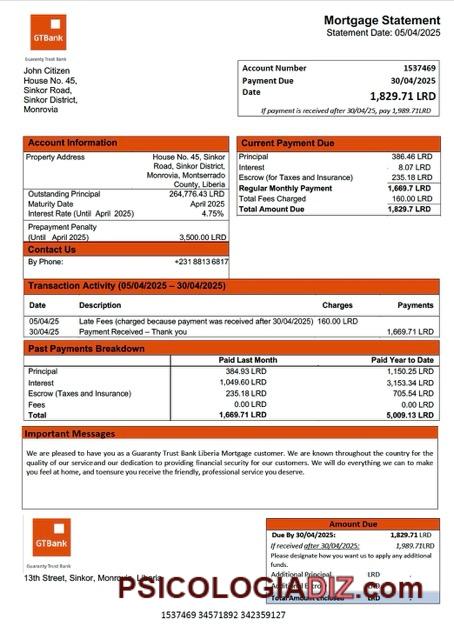 Mortgage Statement
Statement Date: 05/04/2025
GTBank
Guaranty Trust Bank
John Citizen
House No. 45,
Sinkor Road,
Sinkor District,
Monrovia
Account Number 1537469
Payment Due 30/04/2025
Date
1,829.71 LRD
If payment is received after 30/04/25, pay 1,989.71LRD
Account Information
Property Address House No. 45, Sinkor
Road, Sinkor District,
Monrovia, Montserrado
County, Liberia
Outstanding Principal 264,776.43 LRD
Maturity Date April 2025
Interest Rate (Until April 2025) 4.75%
Prepayment Penalty
(Until April 2025) 3,500.00 LRD
Contact Us
By Phone: +231 8813 6817
Current Payment Due
Principal 386.46 LRD
Interest 8.07 LRD
Escrow (for Taxes and Insurance) 235.18 LRD
Regular Monthly Payment 1,669.7 LRD
Total Fees Charged 160.00 LRD
Total Amount Due 1,829.7 LRD
Transaction Activity (05/04/2025 – 30/04/2025)
Date Description Charges Payments
05/04/25 Late Fees (charged because payment was received after 30/04/2025) 160.00 LRD
30/04/25 Payment Received – Thank you 1,669.71 LRD
Past Payments Breakdown
Paid Last Month Paid Year to Date
Principal 384.93 LRD 1,150.25 LRD
Interest 1,049.60 LRD 3,153.34 LRD
Escrow (Taxes and Insurance) 235.18 LRD 705.54 LRD
Fees 0.00 LRD 0.00 LRD
Total 1,669.71 LRD 5,009.13 LRD
Important Messages
We are pleased to have you as a Guaranty Trust Bank Liberia Mortgage customer. We are known throughout the country for the
quality of our service and our dedication to providing financial security for our customers. We will do everything we can to make
you feel at home, and toensure you receive the friendly, professional service you deserve.
GTBank
Guaranty Trust Bank
13th Street, Sinkor, Monrovia, Liberia
Amount Due
Due By 30/04/2025: 1,829.71 LRD
If received after 30/04/2025: 1,989.71LRD
Please designate how you want us to apply any additional
funds.
Additional Principal LRD
LRD
Total Amount Enclosed LRD
PSICOLOGIADIZ.com
1537469 34571892 342359127